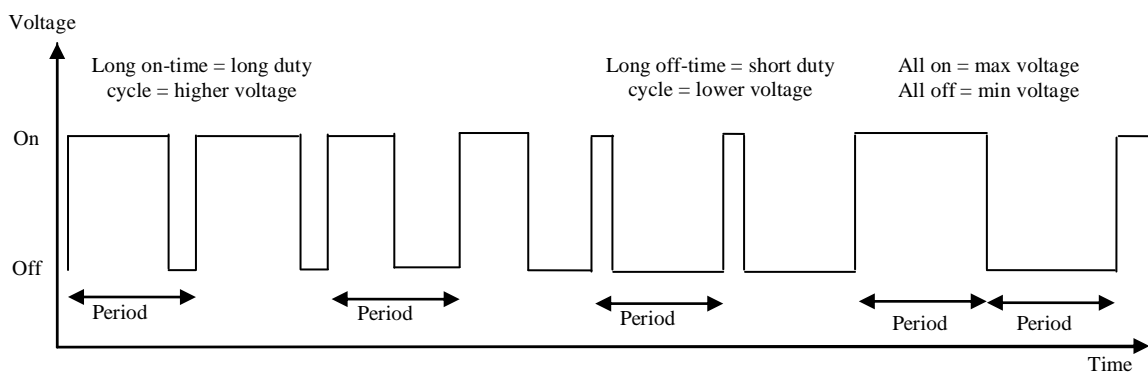 Voltage
Long on-time = long duty
cycle = higher voltage
Long off-time = short duty
cycle = lower voltage
All on = max voltage
All off = min voltage
On
Off
Period
Period
Period
Period
Period
Time